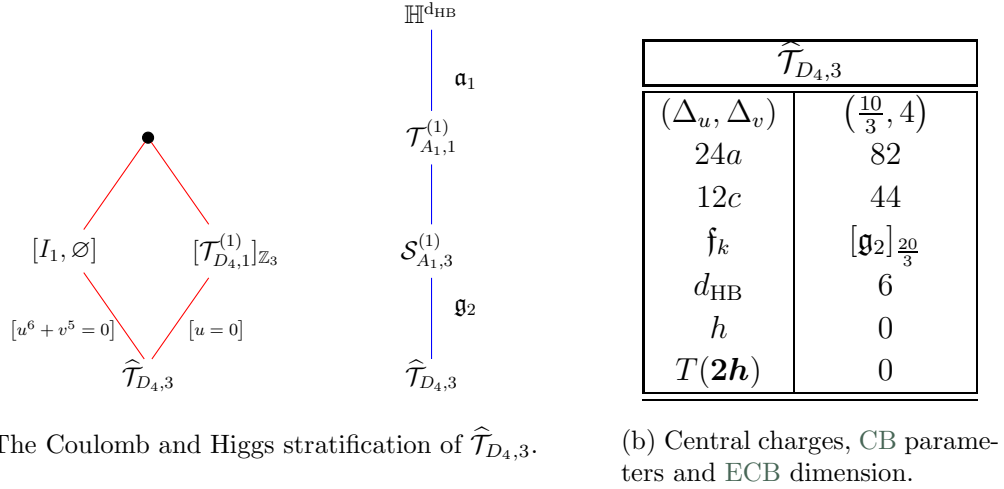 ℍ^{d_HB}
𝔞₁
𝒯^{(1)}_{A₁,1}
[I₁, ∅]
[𝒯^{(1)}_{D₄,1}]_{ℤ₃}
𝒮^{(1)}_{A₁,3}
[u⁶ + v⁵ = 0]
[u = 0]
𝔤₂
𝒯̂_{D₄,3}
𝒯̂_{D₄,3}
The Coulomb and Higgs stratification of 𝒯̂_{D₄,3}.
𝒯̂_{D₄,3}
(Δ_u, Δ_v) (10/3, 4)
24a 82
12c 44
𝔣_k [𝔤₂]_{20/3}
d_HB 6
h 0
T(2h) 0
(b) Central charges, CB parame-
ters and ECB dimension.